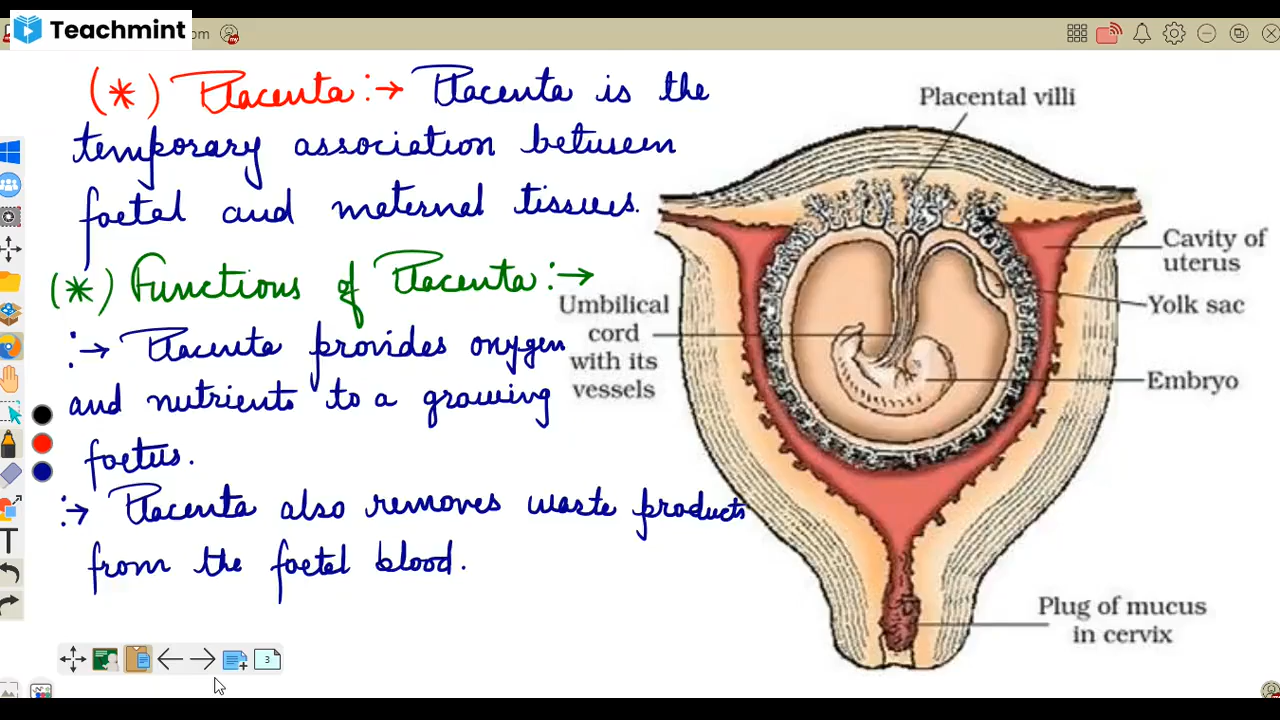 Teachmint
om
(*) Placenta :→ Placenta is the
temporary association between
foetal and maternal tissues.
(*) Functions of Placenta :→
:→ Placenta provides oxygen
and nutrients to a growing
foetus.
:→ Placenta also removes waste products
from the foetal blood.
Placental villi
Cavity of
uterus
Yolk sac
Umbilical
cord
with its
vessels
Embryo
Plug of mucus
in cervix
T
3